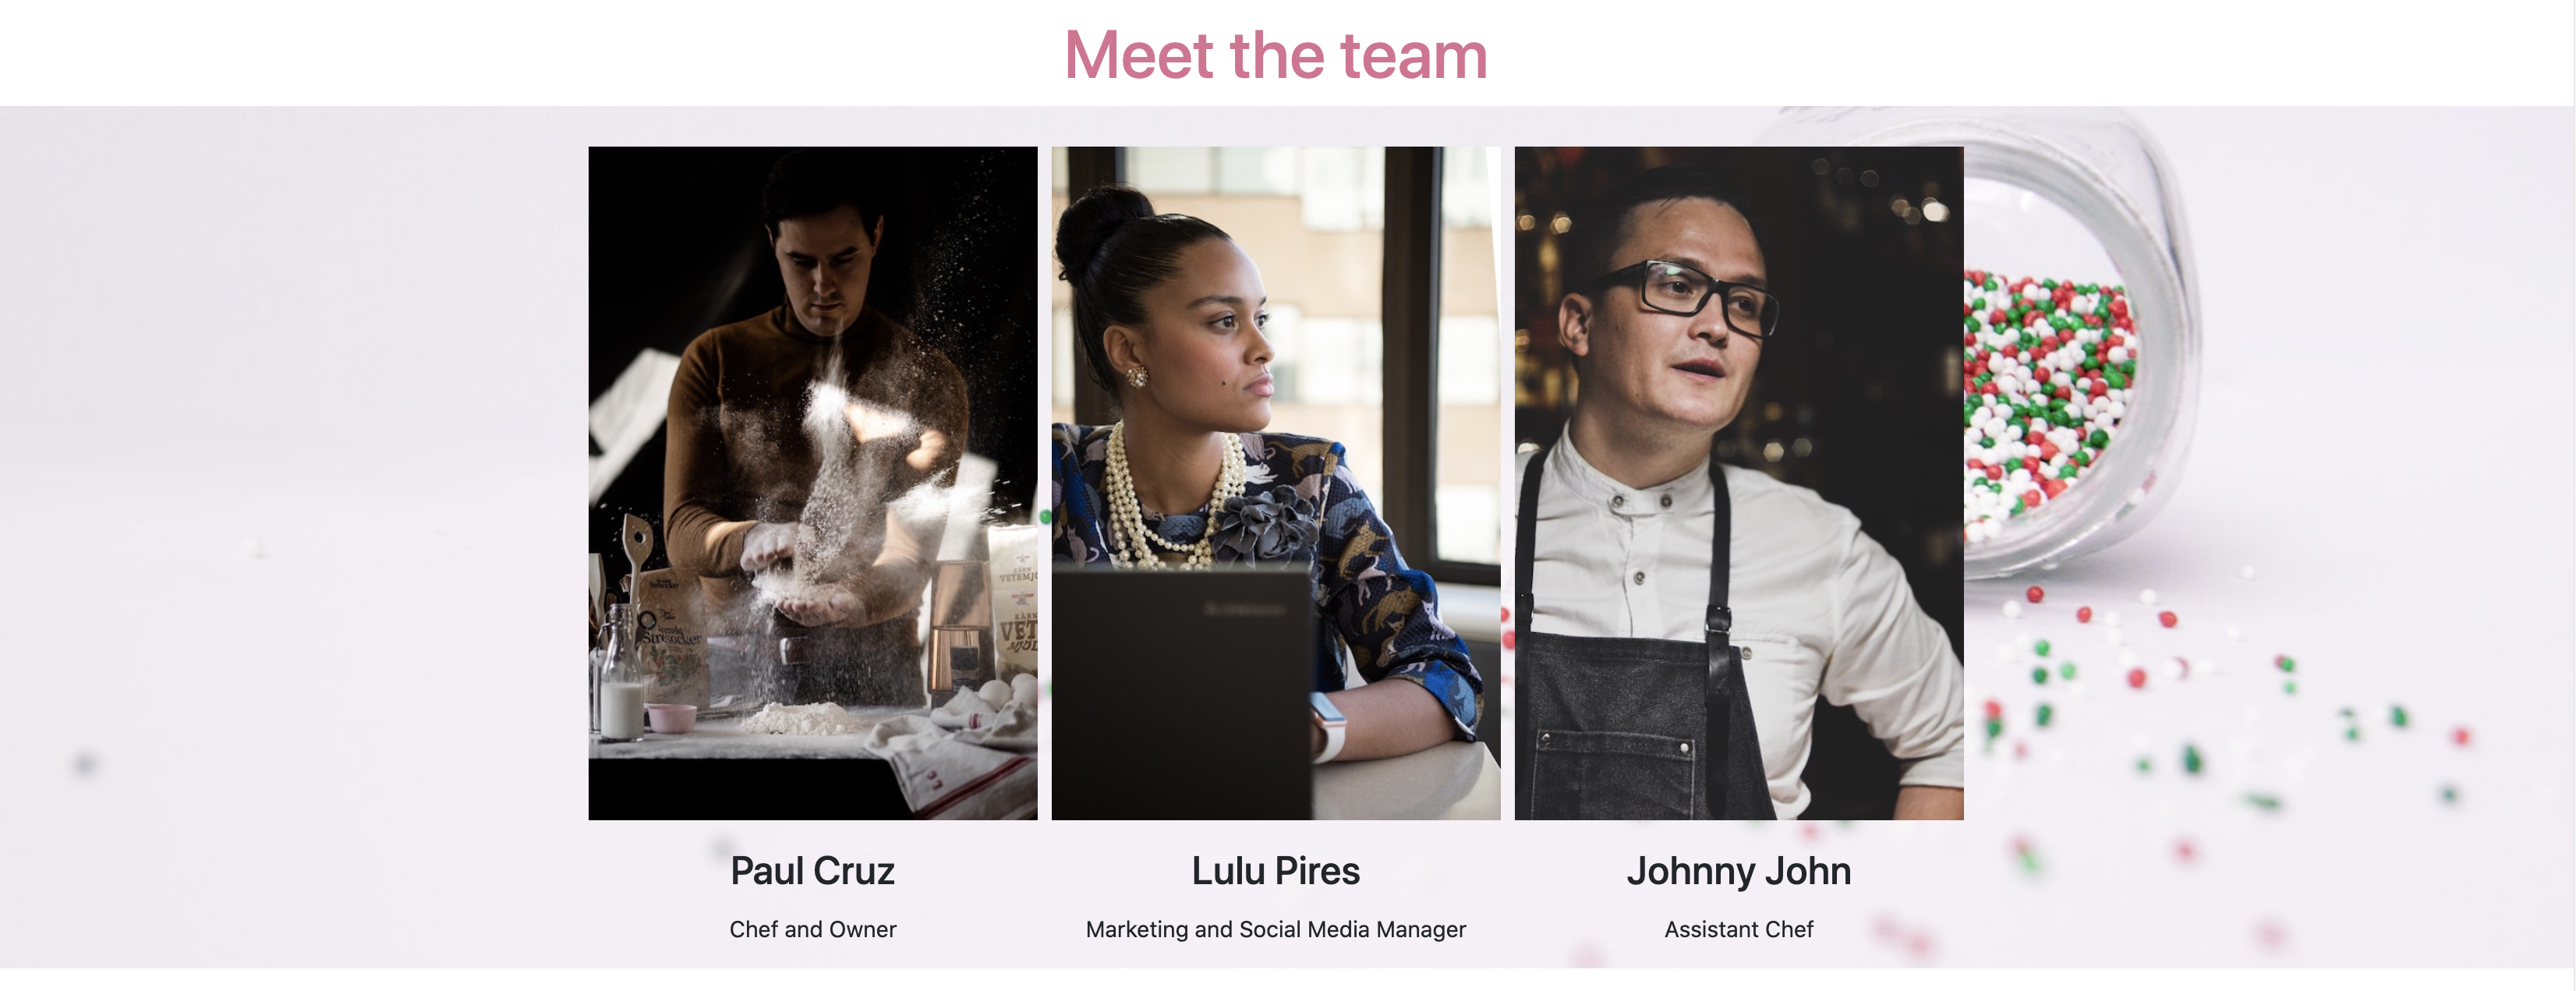 Meet the team
Paul Cruz
Lulu Pires
Johnny John
Chef and Owner
Marketing and Social Media Manager
Assistant Chef